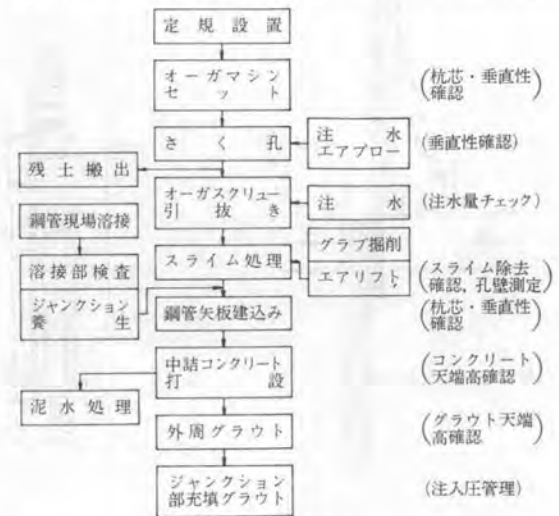 定規設置
オーガマシン
セット
(杭芯・垂直性
確認)
さく孔
注水
エアブロー
(垂直性確認)
残土搬出
オーガスクリュー
引抜き
注水
(注水量チェック)
鋼管現場溶接
グラブ掘削
溶接部検査
スライム処理
エアリフト
(スライム除去
確認, 孔壁測定)
ジャンクション
養生
鋼管矢板建込み
(杭芯・垂直性
確認)
中詰コンクリート
打設
(コンクリート
天端高確認)
泥水処理
外周グラウト
(グラウト天端
高確認)
ジャンクション
部充填グラウト
(注入圧管理)